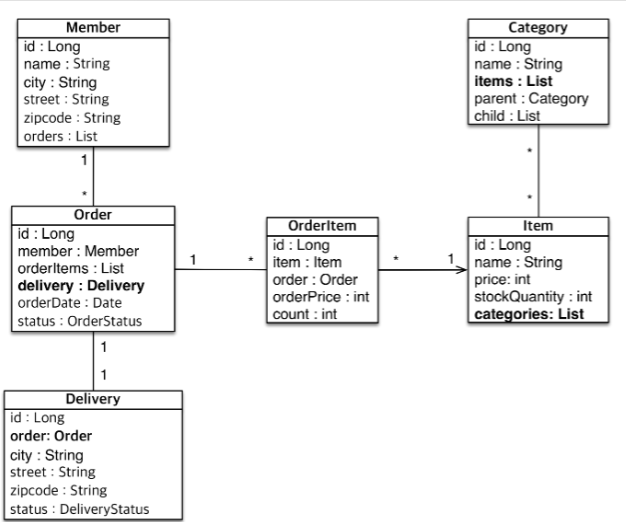 Member
id : Long
name : String
city : String
street : String
zipcode : String
orders : List
Category
id : Long
name : String
items : List
parent : Category
child : List
1
*
*
*
Order
id : Long
member : Member
orderItems : List
delivery : Delivery
orderDate : Date
status : OrderStatus
1
*
OrderItem
id : Long
item : Item
order : Order
orderPrice : int
count : int
*
1
Item
id : Long
name : String
price: int
stockQuantity : int
categories: List
1
1
Delivery
id : Long
order: Order
city : String
street : String
zipcode : String
status : DeliveryStatus